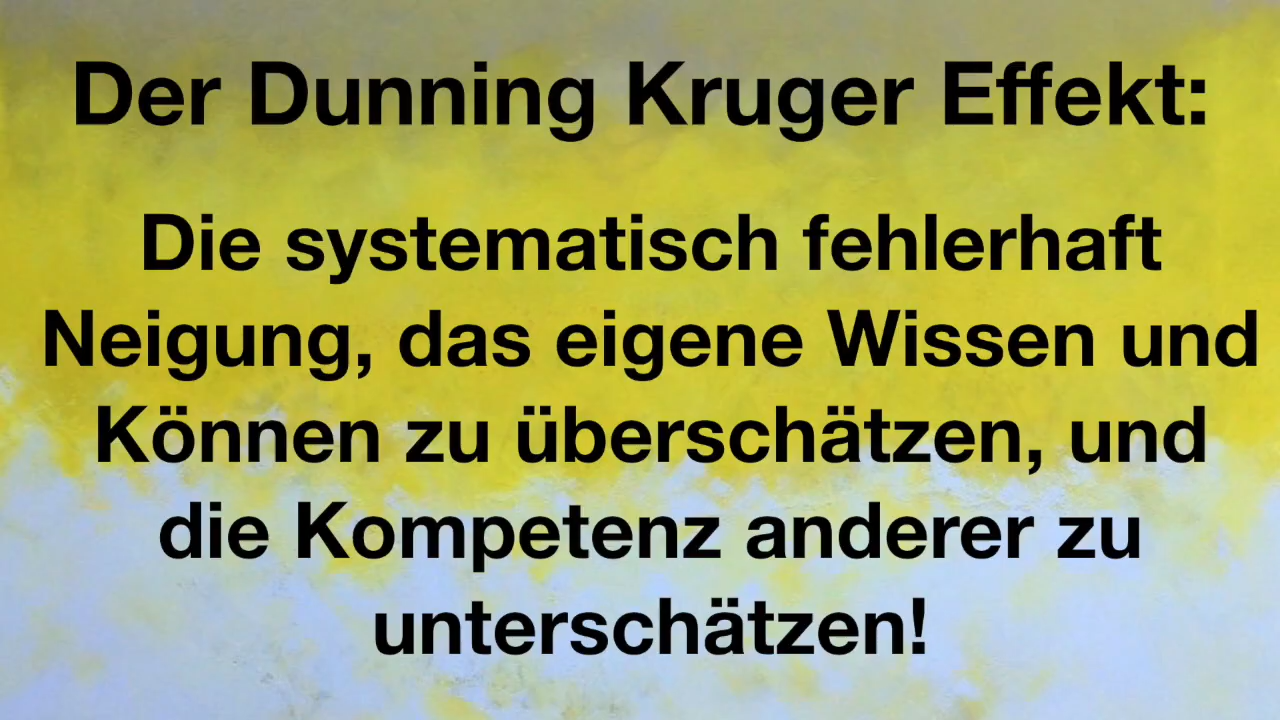 Der Dunning Kruger Effekt:
Die systematisch fehlerhaft
Neigung, das eigene Wissen und
Können zu überschätzen, und
die Kompetenz anderer zu
unterschätzen!